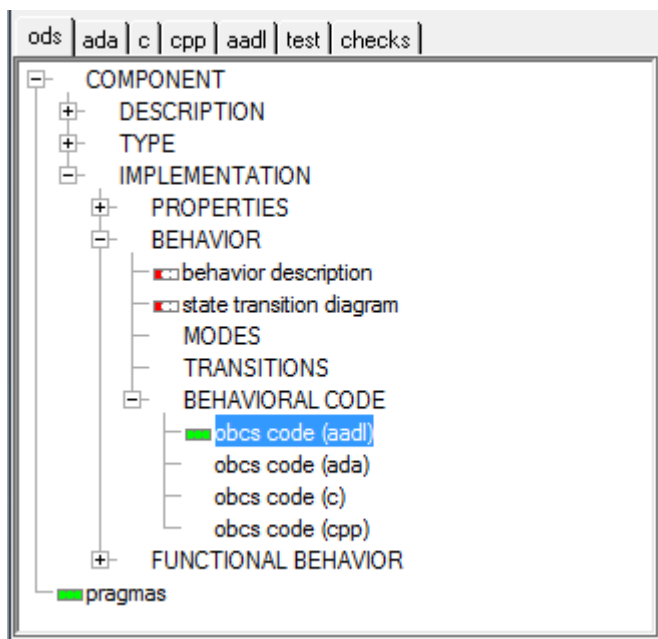 ods ada c cpp aadl test checks
COMPONENT
DESCRIPTION
TYPE
IMPLEMENTATION
PROPERTIES
BEHAVIOR
behavior description
state transition diagram
MODES
TRANSITIONS
BEHAVIORAL CODE
obcs code (aadl)
obcs code (ada)
obcs code (c)
obcs code (cpp)
FUNCTIONAL BEHAVIOR
pragmas